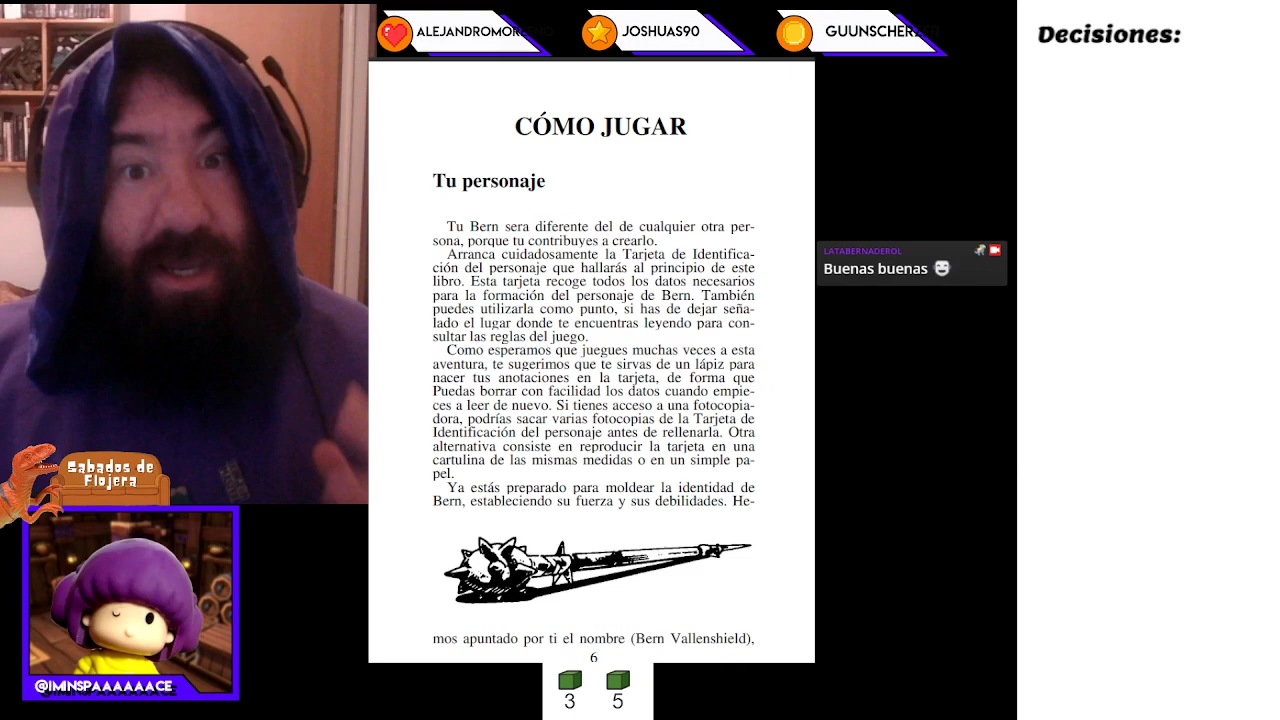 ALEJANDROMORENO
JOSHUAS90
GUUNSCHERZER
Decisiones:
CÓMO JUGAR
Tu personaje
Tu Bern sera diferente del de cualquier otra per-
sona, porque tu contribuyes a crearlo.
Arranca cuidadosamente la Tarjeta de Identifica-
ción del personaje que hallarás al principio de este
libro. Esta tarjeta recoge todos los datos necesarios
para la formación del personaje de Bern. También
puedes utilizarla como punto, si has de dejar seña-
lado el lugar donde te encuentras leyendo para con-
sultar las reglas del juego.
Como esperamos que juegues muchas veces a esta
aventura, te sugerimos que te sirvas de un lápiz para
nacer tus anotaciones en la tarjeta, de forma que
Puedas borrar con facilidad los datos cuando empie-
ces a leer de nuevo. Si tienes acceso a una fotocopia-
dora, podrías sacar varias fotocopias de la Tarjeta de
Identificación del personaje antes de rellenarla. Otra
alternativa consiste en reproducir la tarjeta en una
cartulina de las mismas medidas o en un simple pa-
pel.
Ya estás preparado para moldear la identidad de
Bern, estableciendo su fuerza y sus debilidades. He-
mos apuntado por ti el nombre (Bern Vallenshield),
6
3 5
LATABERNADEROL
Buenas buenas
Sabados de
Flojera
@IMINSPAAAAAACE